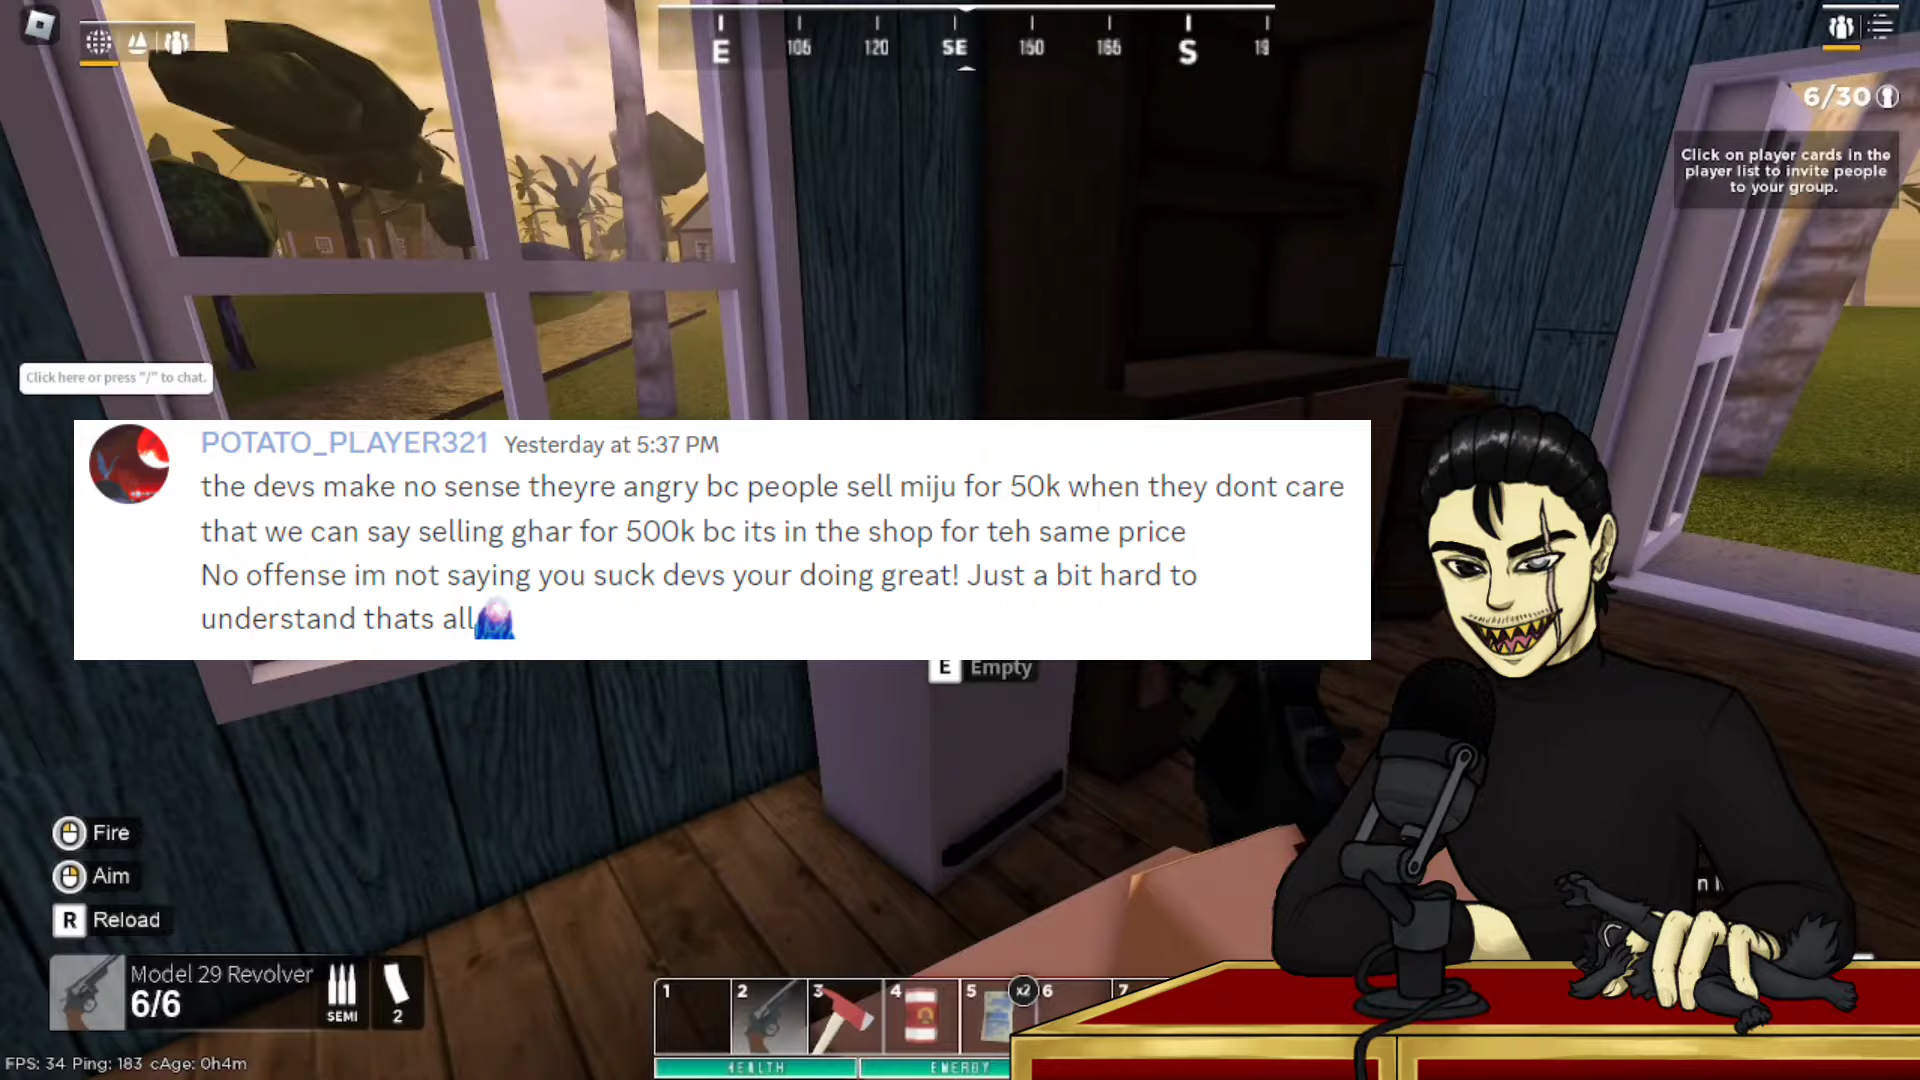 E 105 120 SE 150 165 S 19
6/30
Click on player cards in the
player list to invite people
to your group.
Click here or press "/" to chat.
POTATO_PLAYER321 Yesterday at 5:37 PM
the devs make no sense theyre angry bc people sell miju for 50k when they dont care
that we can say selling ghar for 500k bc its in the shop for teh same price
No offense im not saying you suck devs your doing great! Just a bit hard to
understand thats all
E Empty
Fire
Aim
R Reload
Model 29 Revolver
6/6
SEMI
2
1 2 3 4 5 x2 6 7
HEALTH ENERGY
FPS: 34 Ping: 183 cAge: 0h4m